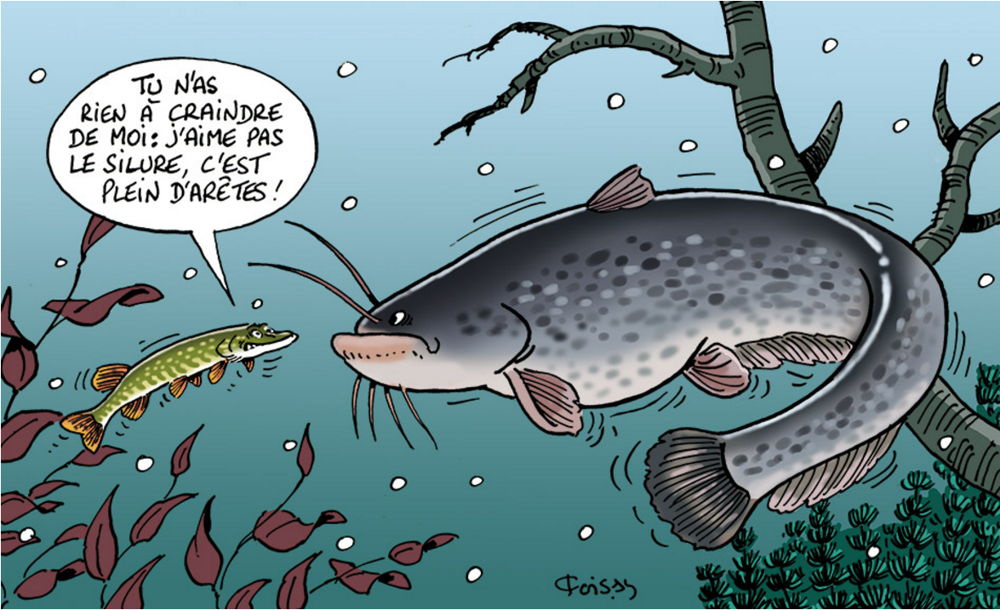 TU N'AS
RIEN À CRAINDRE
DE MOI : J'AIME PAS
LE SILURE, C'EST
PLEIN D'ARÊTES !